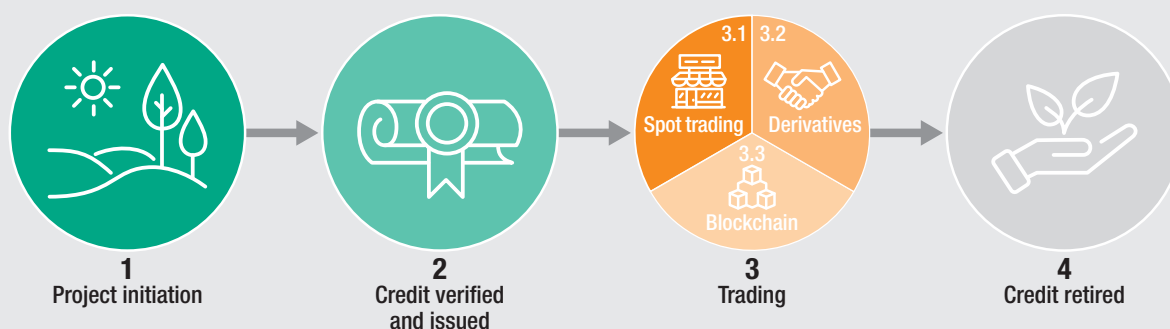 3.1
3.2
Spot trading
Derivatives
3.3
Blockchain
1
Project initiation
2
Credit verified
and issued
3
Trading
4
Credit retired